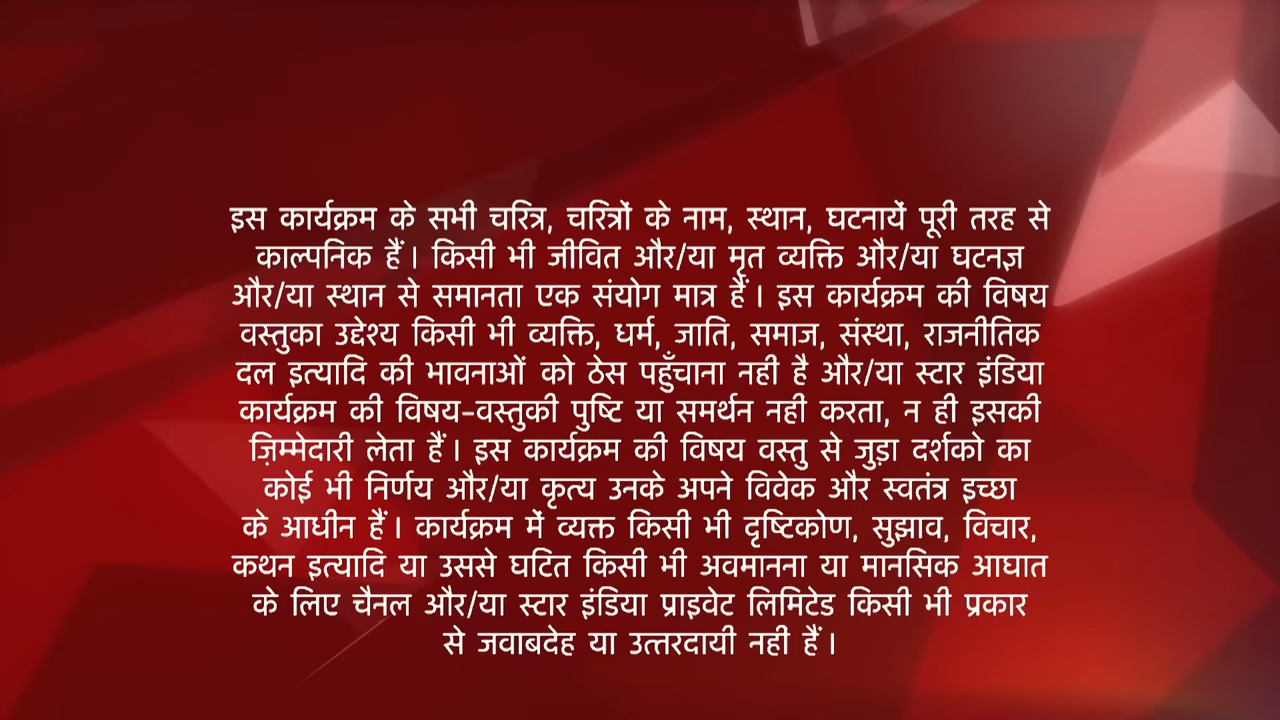 इस कार्यक्रम के सभी चरित्र, चरित्रों के नाम, स्थान, घटनायें पूरी तरह से
काल्पनिक हैं। किसी भी जीवित और/या मृत व्यक्ति और/या घटनज्ञ
और/या स्थान से समानता एक संयोग मात्र हैं। इस कार्यक्रम की विषय
वस्तुका उद्देश्य किसी भी व्यक्ति, धर्म, जाति, समाज, संस्था, राजनीतिक
दल इत्यादि की भावनाओं को ठेस पहुँचाना नही है और/या स्टार इंडिया
कार्यक्रम की विषय-वस्तुकी पुष्टि या समर्थन नही करता, न ही इसकी
ज़िम्मेदारी लेता हैं। इस कार्यक्रम की विषय वस्तु से जुड़ा दर्शको का
कोई भी निर्णय और/या कृत्य उनके अपने विवेक और स्वतंत्र इच्छा
के आधीन हैं। कार्यक्रम में व्यक्त किसी भी दृष्टिकोण, सुझाव, विचार,
कथन इत्यादि या उससे घटित किसी भी अवमानना या मानसिक आघात
के लिए चैनल और/या स्टार इंडिया प्राइवेट लिमिटेड किसी भी प्रकार
से जवाबदेह या उत्तरदायी नही हैं।